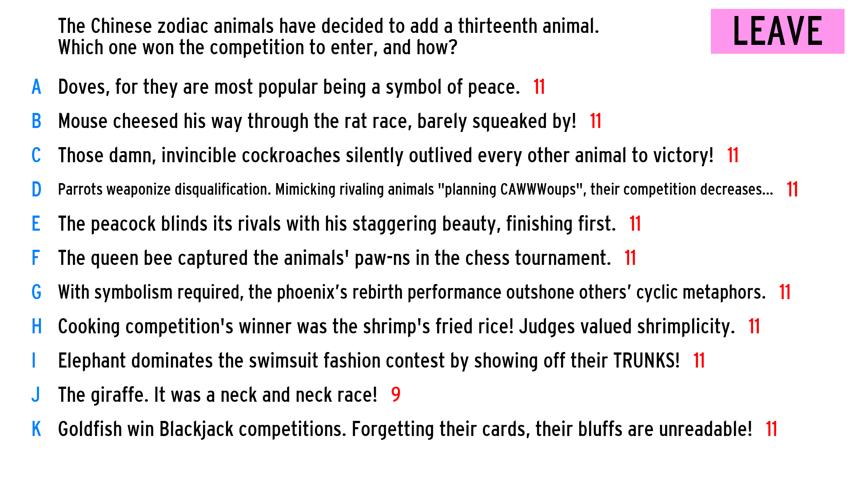 The Chinese zodiac animals have decided to add a thirteenth animal.
Which one won the competition to enter, and how?
LEAVE
A Doves, for they are most popular being a symbol of peace. 11
B Mouse cheesed his way through the rat race, barely squeaked by! 11
C Those damn, invincible cockroaches silently outlived every other animal to victory! 11
D Parrots weaponize disqualification. Mimicking rivaling animals "planning CAWWWoups", their competition decreases... 11
E The peacock blinds its rivals with his staggering beauty, finishing first. 11
F The queen bee captured the animals' paw-ns in the chess tournament. 11
G With symbolism required, the phoenix’s rebirth performance outshone others’ cyclic metaphors. 11
H Cooking competition's winner was the shrimp's fried rice! Judges valued shrimplicity. 11
I Elephant dominates the swimsuit fashion contest by showing off their TRUNKS! 11
J The giraffe. It was a neck and neck race! 9
K Goldfish win Blackjack competitions. Forgetting their cards, their bluffs are unreadable! 11